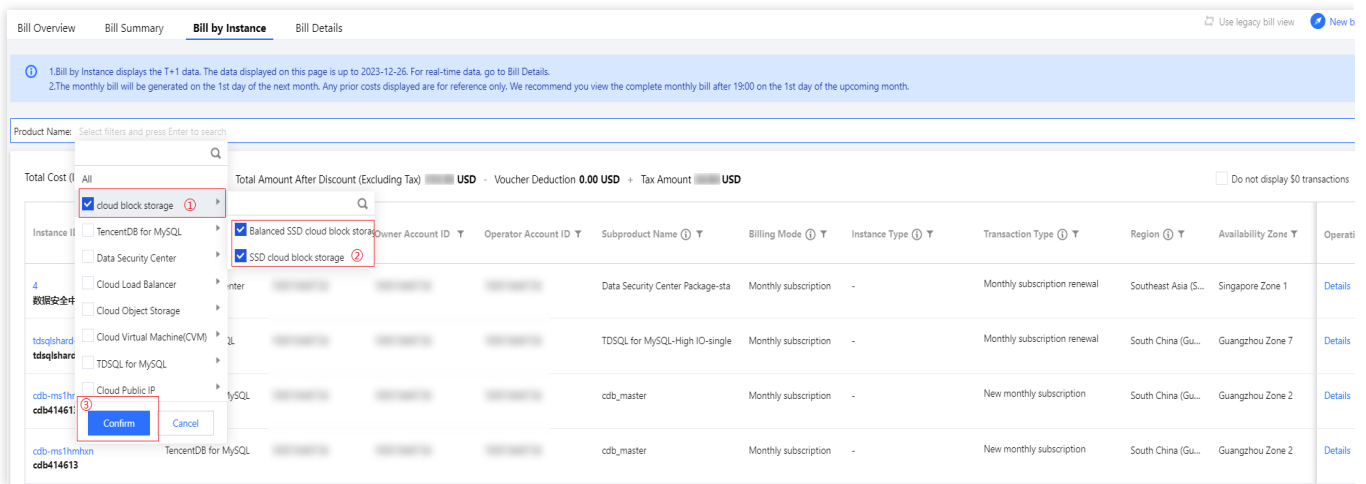 Bill Overview Bill Summary Bill by Instance Bill Details Use legacy bill view New b
1.Bill by Instance displays the T+1 data. The data displayed on this page is up to 2023-12-26. For real-time data, go to Bill Details.
2.The monthly bill will be generated on the 1st day of the next month. Any prior costs displayed are for reference only. We recommend you view the complete monthly bill after 19:00 on the 1st day of the upcoming month.
Product Name: Select filters and press Enter to search
Total Cost (I Total Amount After Discount (Excluding Tax) USD - Voucher Deduction 0.00 USD + Tax Amount USD Do not display $0 transactions
All
cloud block storage ①
TencentDB for MySQL
Data Security Center
Cloud Load Balancer
Cloud Object Storage
Cloud Virtual Machine(CVM)
TDSQL for MySQL
Cloud Public IP
③
Confirm Cancel
Balanced SSD cloud block storag
SSD cloud block storage ②
Instance ID Owner Account ID Operator Account ID Subproduct Name Billing Mode Instance Type Transaction Type Region Availability Zone Operati
4 enter Data Security Center Package-sta Monthly subscription - Monthly subscription renewal Southeast Asia (S... Singapore Zone 1 Details
数据安全中
tdsqlshard- QL TDSQL for MySQL-High IO-single Monthly subscription - Monthly subscription renewal South China (Gu... Guangzhou Zone 7 Details
tdsqlshard
cdb-ms1hm MySQL cdb_master Monthly subscription - New monthly subscription South China (Gu... Guangzhou Zone 2 Details
cdb414613
cdb-ms1hmhxn TencentDB for MySQL cdb_master Monthly subscription - New monthly subscription South China (Gu... Guangzhou Zone 2 Details
cdb414613